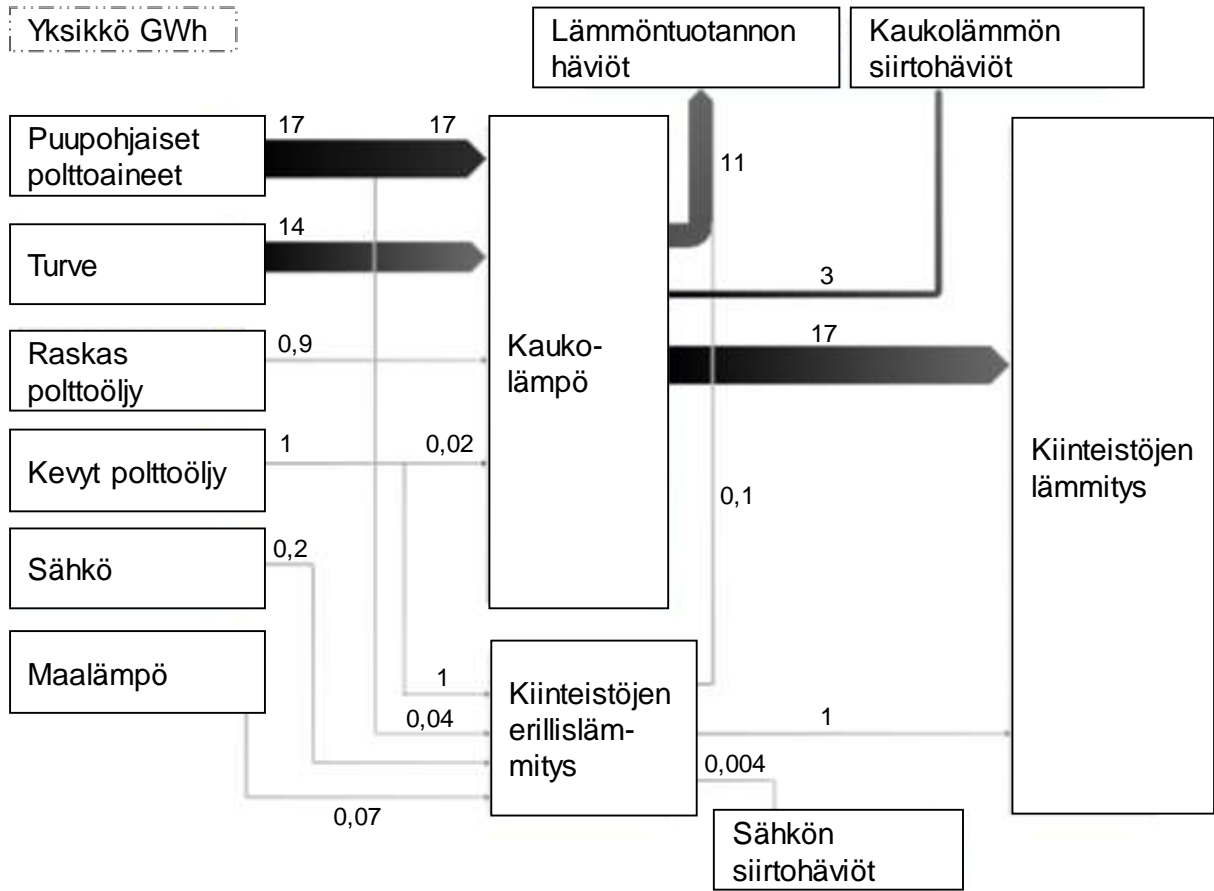 Yksikkö GWh
Lämmöntuotannon
häviöt
Kaukolämmön
siirtohäviöt
Puupohjaiset
polttoaineet
17
17
11
Turve
14
3
Raskas
polttoöljy
0,9
Kauko-
lämpö
17
Kevyt polttoöljy
1
0,02
0,1
Kiinteistöjen
lämmitys
Sähkö
0,2
Maalämpö
1
0,04
0,07
Kiinteistöjen
erillisläm-
mitys
1
0,004
Sähkön
siirtohäviöt